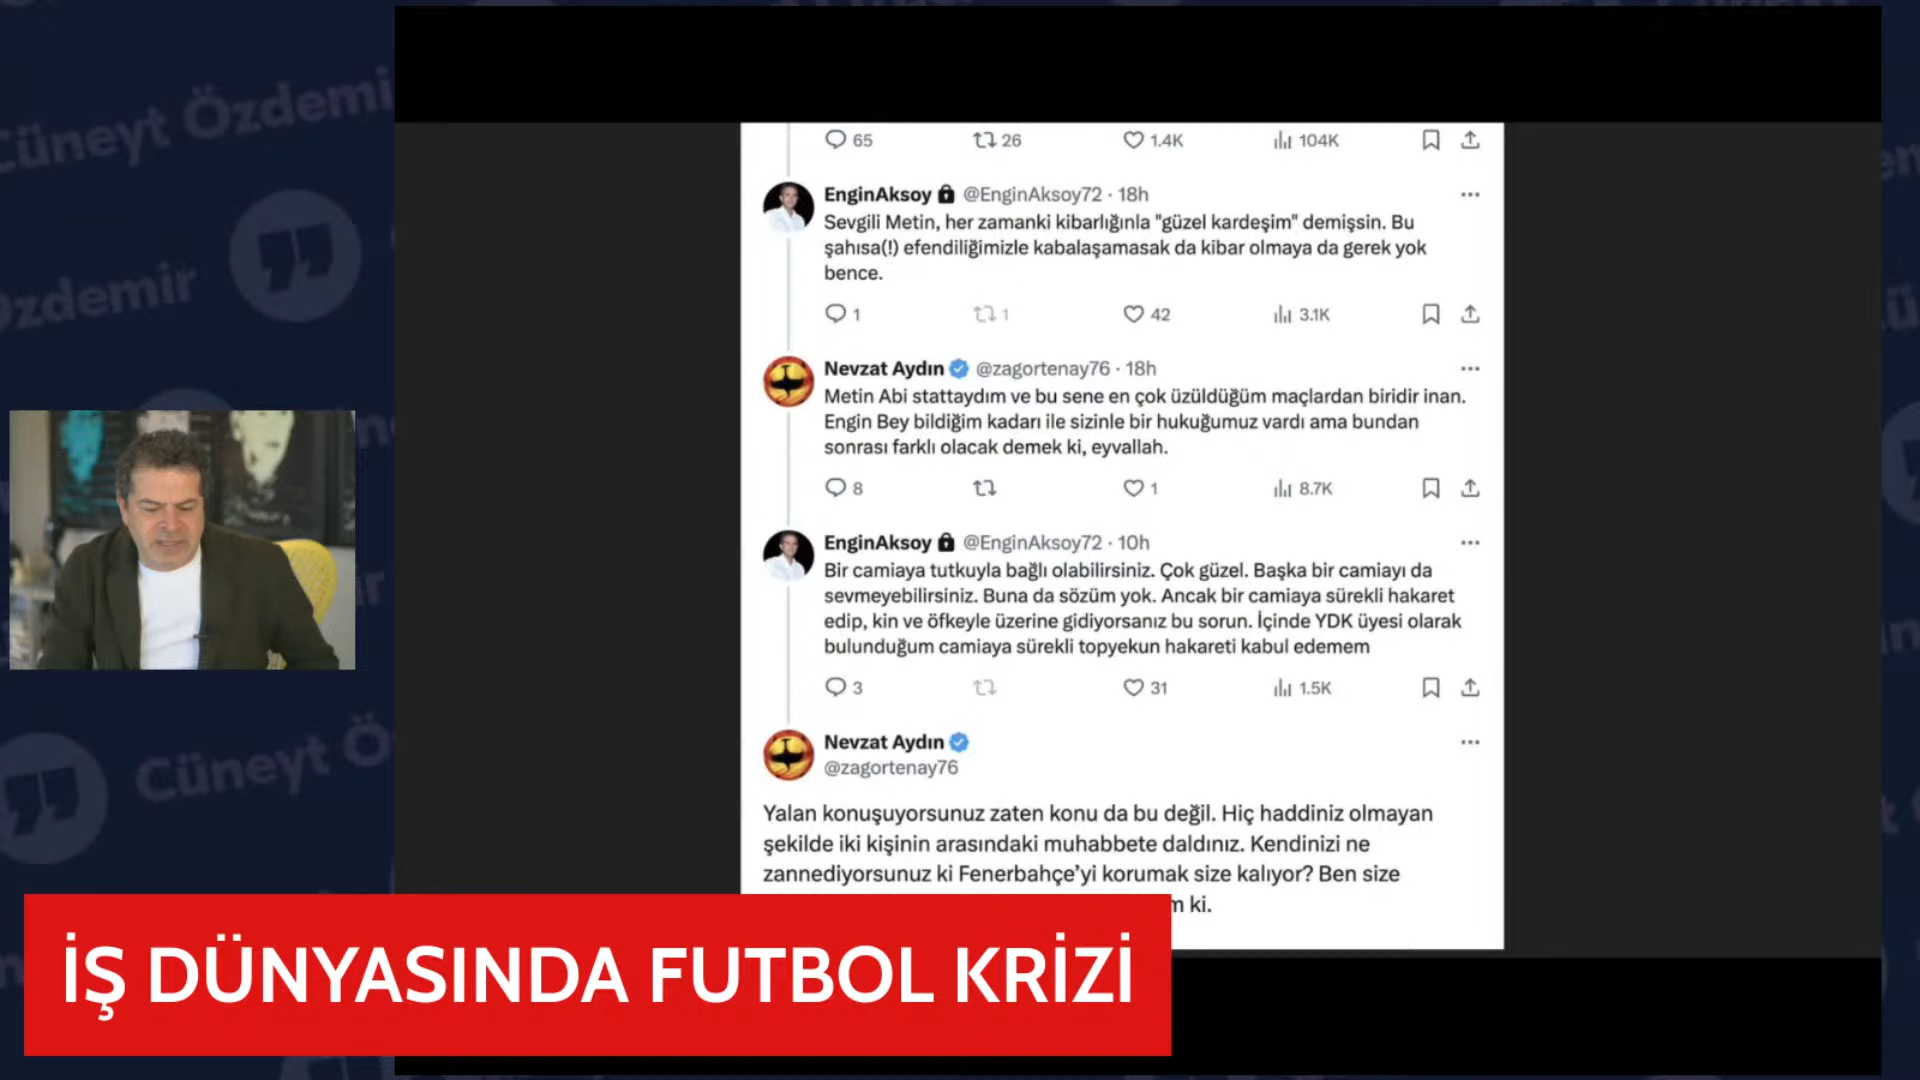 Cüneyt Özdemi
Özdemir
Cüneyt Ö
65 26 1.4K 104K
EnginAksoy @EnginAksoy72 · 18h
Sevgili Metin, her zamanki kibarlığınla "güzel kardeşim" demişsin. Bu
şahısa(!) efendiliğimizle kabalaşamasak da kibar olmaya da gerek yok
bence.
1 1 42 3.1K
Nevzat Aydın @zagortenay76 · 18h
Metin Abi stattaydım ve bu sene en çok üzüldüğüm maçlardan biridir inan.
Engin Bey bildiğim kadarı ile sizinle bir hukuğumuz vardı ama bundan
sonrası farklı olacak demek ki, eyvallah.
8 1 8.7K
EnginAksoy @EnginAksoy72 · 10h
Bir camiaya tutkuyla bağlı olabilirsiniz. Çok güzel. Başka bir camiayı da
sevmeyebilirsiniz. Buna da sözüm yok. Ancak bir camiaya sürekli hakaret
edip, kin ve öfkeyle üzerine gidiyorsanız bu sorun. İçinde YDK üyesi olarak
bulunduğum camiaya sürekli topyekun hakareti kabul edemem
3 31 1.5K
Nevzat Aydın
@zagortenay76
Yalan konuşuyorsunuz zaten konu da bu değil. Hiç haddiniz olmayan
şekilde iki kişinin arasındaki muhabbete daldınız. Kendinizi ne
zannediyorsunuz ki Fenerbahçe’yi korumak size kalıyor? Ben size
ki.
İŞ DÜNYASINDA FUTBOL KRİZİ